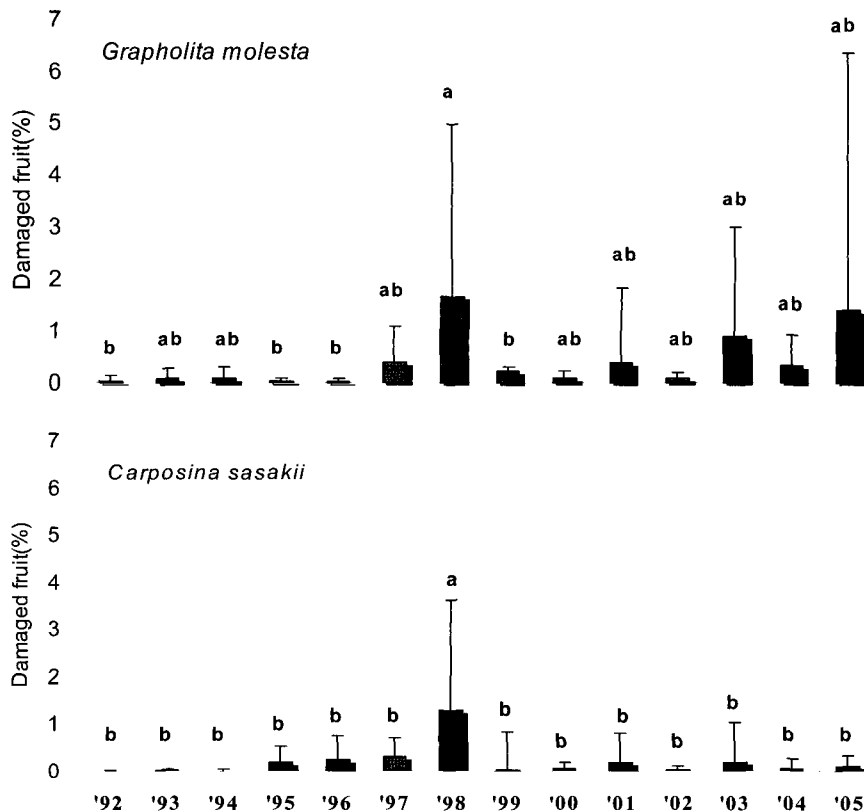 7
Grapholita molesta
6
5
4
3
2
1
0
Damaged fruit(%)
b ab ab b b ab a b ab ab ab ab ab ab
7
Carposina sasakii
6
5
4
3
2
1
0
Damaged fruit(%)
b b b b b b a b b b b b b b
'92 '93 '94 '95 '96 '97 '98 '99 '00 '01 '02 '03 '04 '05